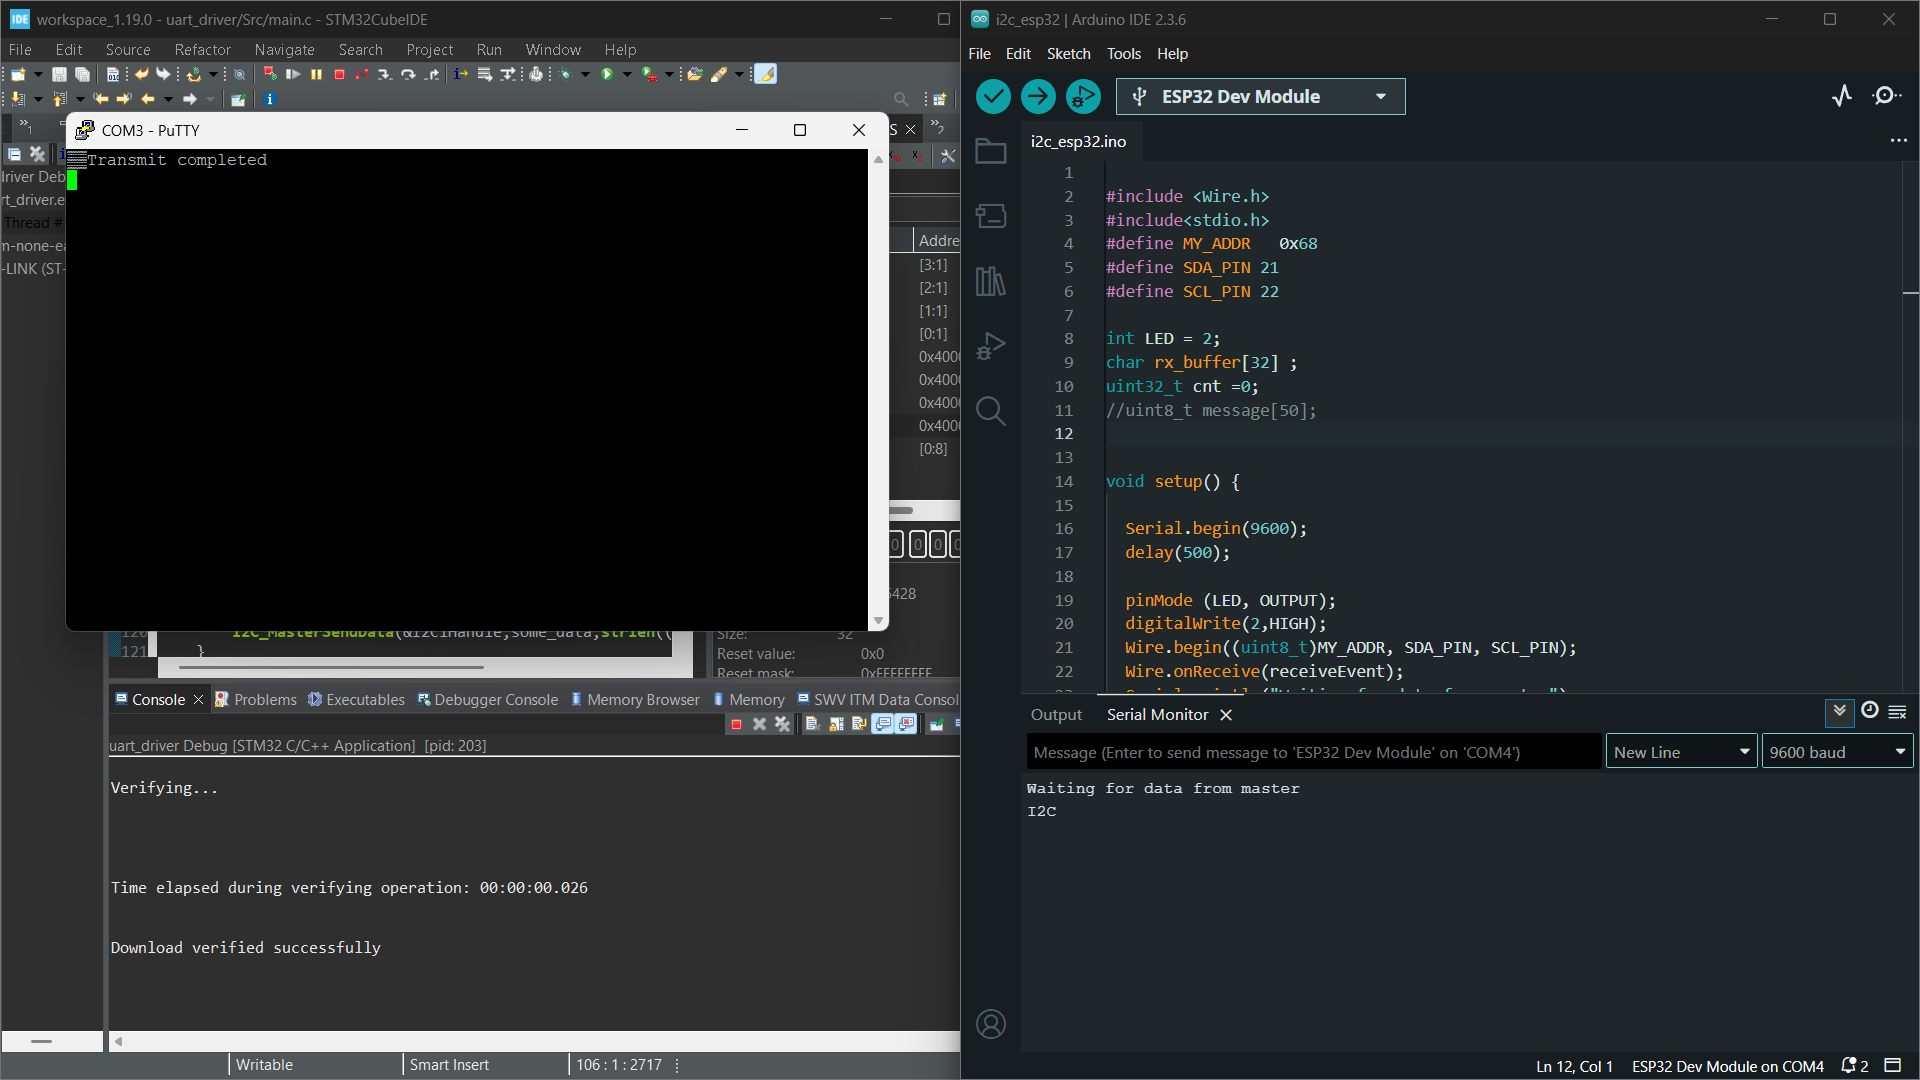 IDE workspace_1.19.0 - uart_driver/Src/main.c - STM32CubeIDE
File Edit Source Refactor Navigate Search Project Run Window Help
COM3 - PuTTY
Transmit completed
driver Deb
rt_driver.e
Thread #
m-none-ea
-LINK (ST-
S
Addre
[3:1]
[2:1]
[1:1]
[0:1]
0x4000
0x4000
0x4000
0x4000
[0:8]
0 0 0 0
5428
120 I2C_MasterSendData(&I2C1Handle,some_data,strlen((
121 }
Size: 32
Reset value: 0x0
Reset mask: 0xFFFFFFFF
Console Problems Executables Debugger Console Memory Browser Memory SWV ITM Data Consol
uart_driver Debug [STM32 C/C++ Application] [pid: 203]
Verifying...
Time elapsed during verifying operation: 00:00:00.026
Download verified successfully
Writable Smart Insert 106 : 1 : 2717
i2c_esp32 | Arduino IDE 2.3.6
File Edit Sketch Tools Help
ESP32 Dev Module
i2c_esp32.ino
1
2 #include <Wire.h>
3 #include<stdio.h>
4 #define MY_ADDR 0x68
5 #define SDA_PIN 21
6 #define SCL_PIN 22
7
8 int LED = 2;
9 char rx_buffer[32] ;
10 uint32_t cnt =0;
11 //uint8_t message[50];
12
13
14 void setup() {
15
16 Serial.begin(9600);
17 delay(500);
18
19 pinMode (LED, OUTPUT);
20 digitalWrite(2,HIGH);
21 Wire.begin((uint8_t)MY_ADDR, SDA_PIN, SCL_PIN);
22 Wire.onReceive(receiveEvent);
Output Serial Monitor
Message (Enter to send message to 'ESP32 Dev Module' on 'COM4') New Line 9600 baud
Waiting for data from master
I2C
Ln 12, Col 1 ESP32 Dev Module on COM4 2